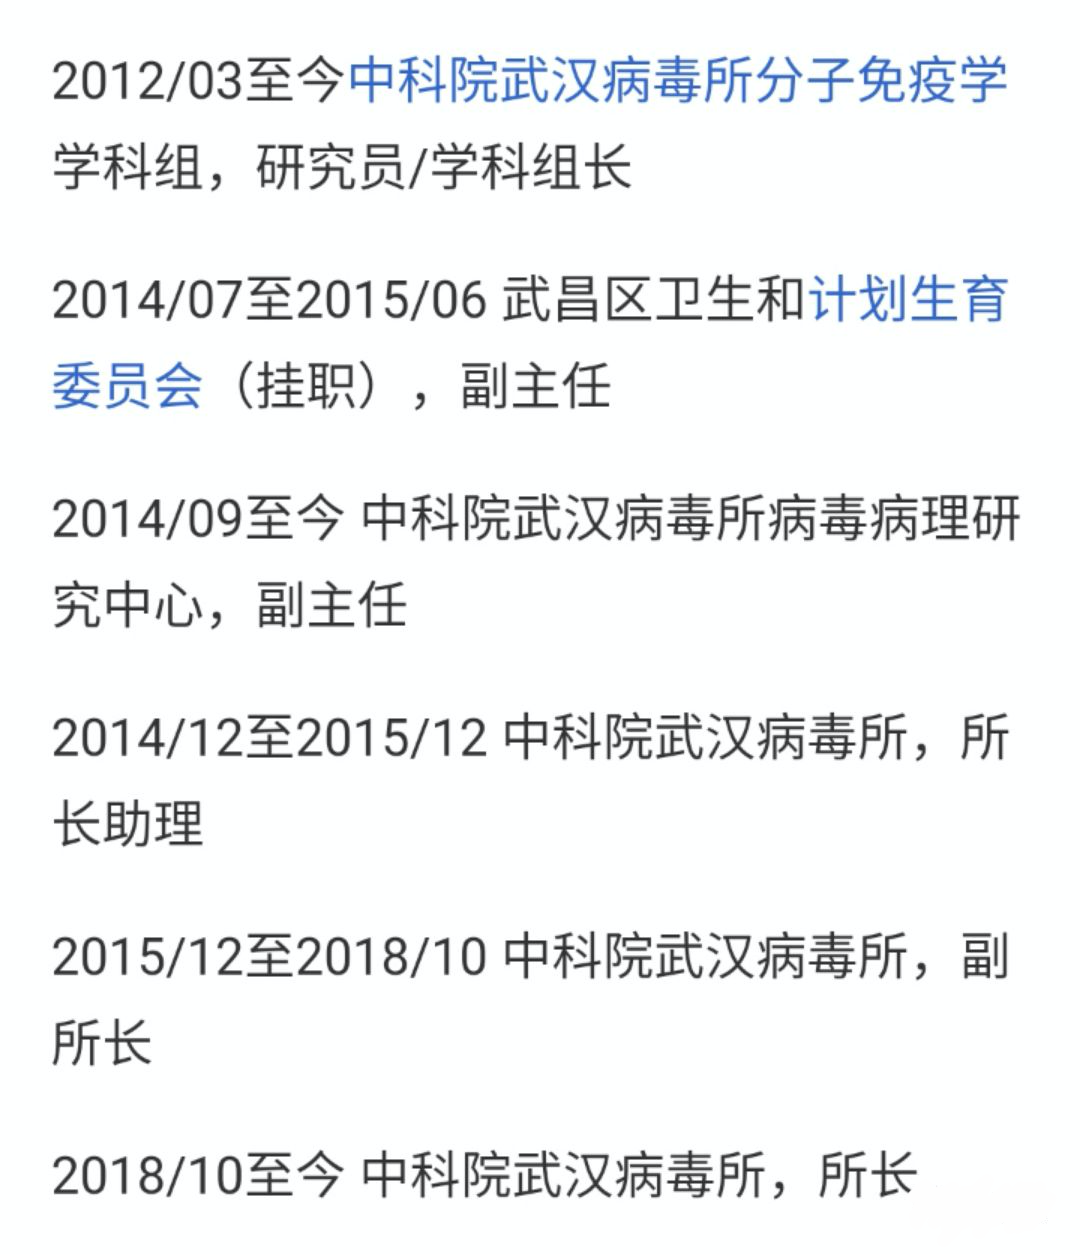 2012/03至今中科院武汉病毒所分子免疫学
学科组，研究员/学科组长
2014/07至2015/06 武昌区卫生和计划生育
委员会（挂职），副主任
2014/09至今 中科院武汉病毒所病毒病理研
究中心，副主任
2014/12至2015/12 中科院武汉病毒所，所
长助理
2015/12至2018/10 中科院武汉病毒所，副
所长
2018/10至今 中科院武汉病毒所，所长